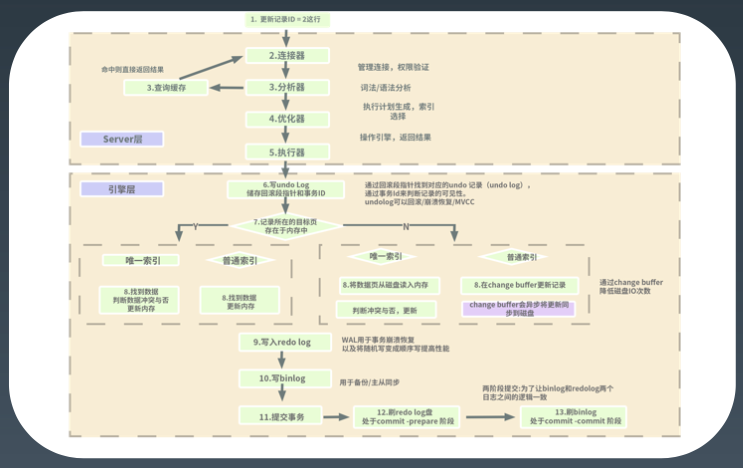 1. 更新记录ID = 2这行
2.连接器
管理连接，权限验证
命中则直接返回结果
3.查询缓存
3.分析器
词法/语法分析
执行计划生成，索引
选择
4.优化器
操作引擎，返回结果
Server层
5.执行器
引擎层
6.写undo Log
储存回滚段指针和事务ID
通过回滚段指针找到对应的undo 记录（undo log），
通过事务Id来判断记录的可见性。
undolog可以回滚/崩溃恢复/MVCC
7.记录所在的目标页
存在于内存中
Y
N
唯一索引
普通索引
唯一索引
普通索引
8.找到数据
判断数据冲突与否
更新内存
8.找到数据
更新内存
8.将数据页从磁盘读入内存
判断冲突与否，更新
8.在change buffer更新记录
change buffer会异步将更新同
步到磁盘
通过change buffer
降低磁盘IO次数
9.写入redo log
WAL用于事务崩溃恢复
以及将随机写变成顺序写提高性能
10.写binlog
用于备份/主从同步
两阶段提交:为了让binlog和redolog两个
日志之间的逻辑一致
11.提交事务
12.刷redo log盘
处于commit -prepare 阶段
13.刷binlog
处于commit -commit 阶段